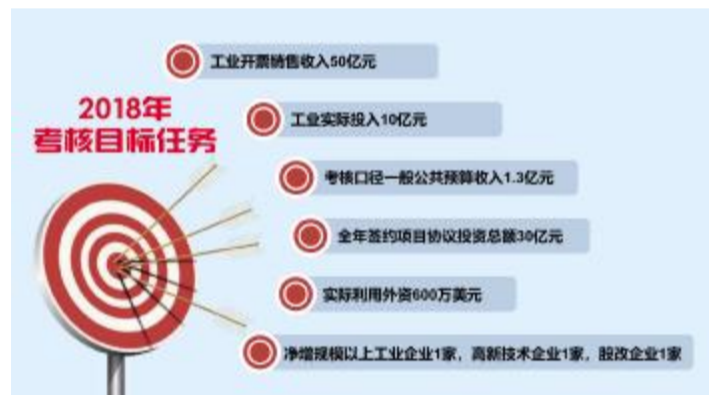 2018年
考核目标任务
工业开票销售收入50亿元
工业实际投入10亿元
考核口径一般公共预算收入1.3亿元
全年签约项目协议投资总额30亿元
实际利用外资600万美元
净增规模以上工业企业1家，高新技术企业1家，股改企业1家